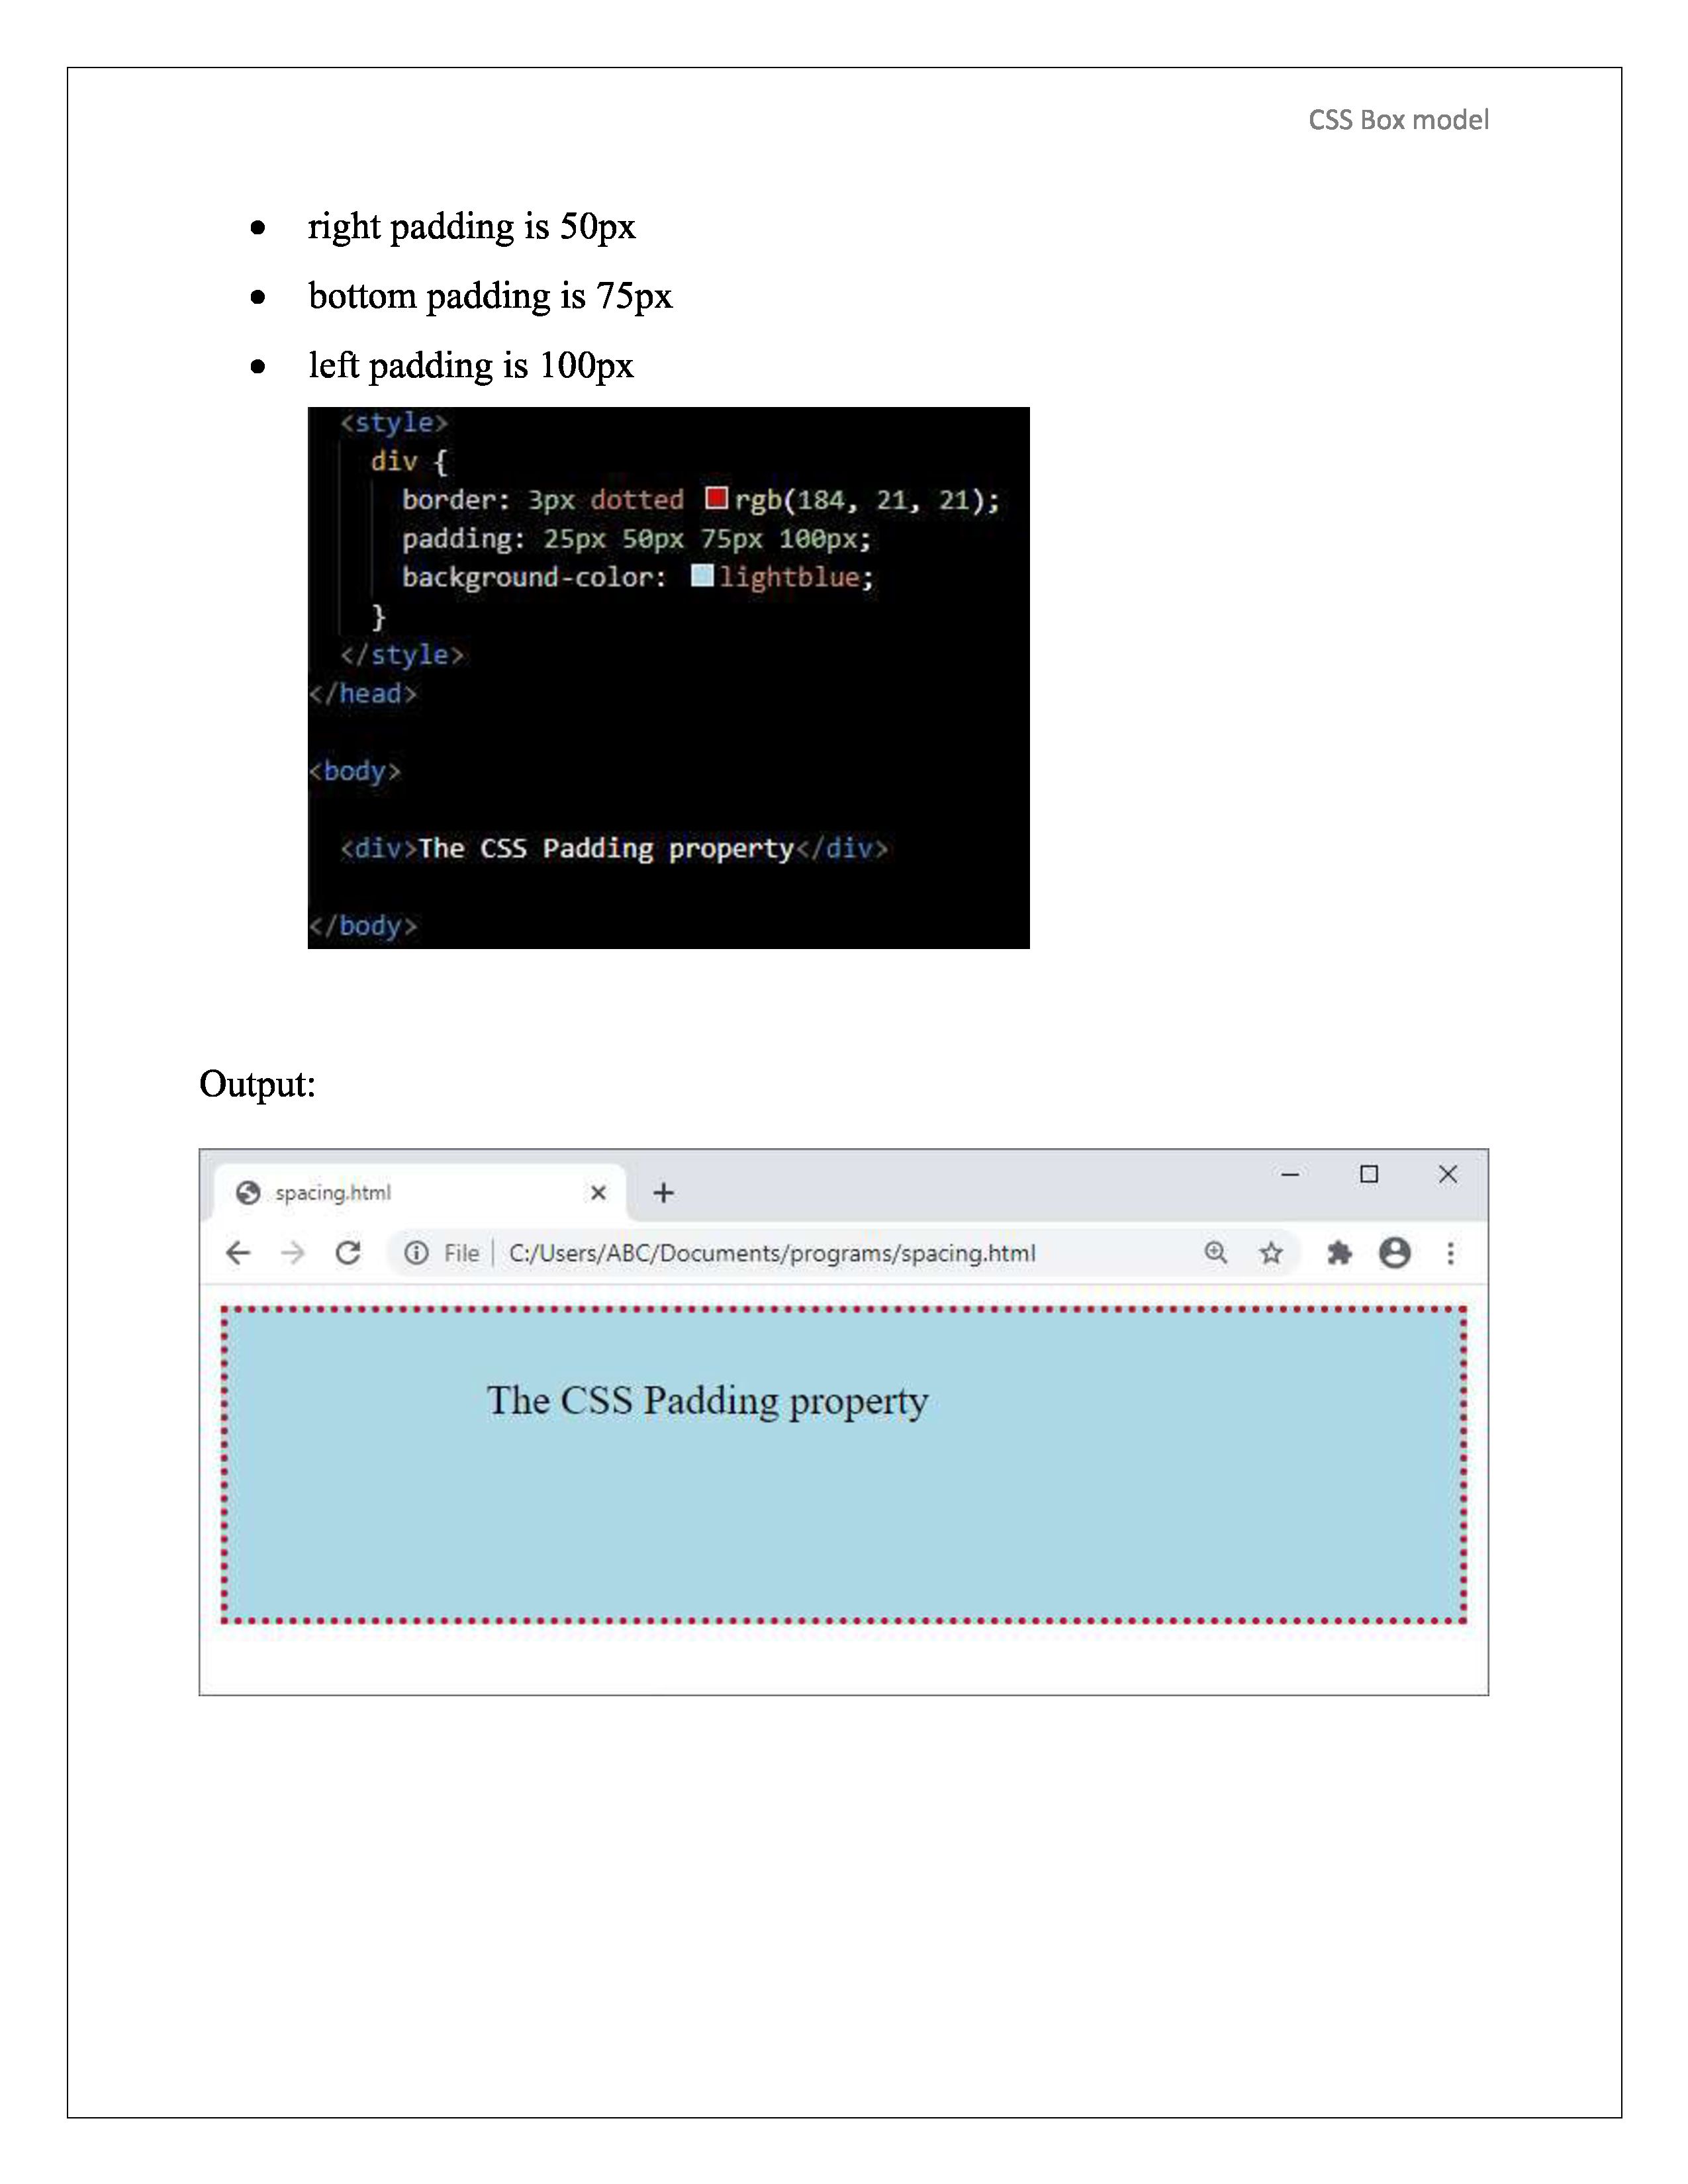 CSS Box model
• right padding is 50px
• bottom padding is 75px
• left padding is 100px
<style>
div {
border: 3px dotted rgb(184, 21, 21);
padding: 25px 50px 75px 100px;
background-color: lightblue;
}
</style>
</head>
<body>
<div>The CSS Padding property</div>
</body>
Output:
spacing.html
File | C:/Users/ABC/Documents/programs/spacing.html
The CSS Padding property